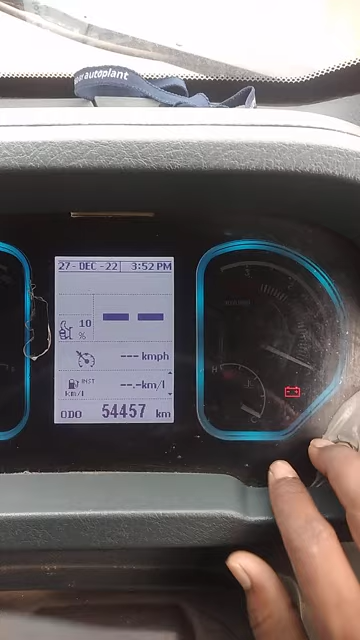 autoplant
27- DEC -22 3:52 PM
-- --
10
%
--- kmph
INST
--.- km/l
km/l
ODO 54457 km
H
C